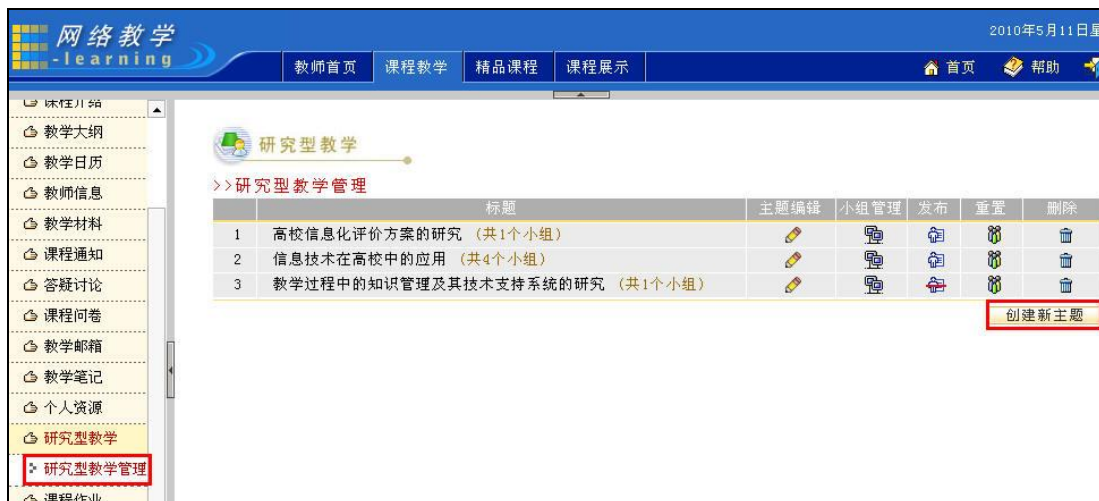 网络教学
-learning
2010年5月11日
教师首页 课程教学 精品课程 课程展示 首页 帮助
课程介绍
教学大纲
教学日历
教师信息
教学材料
课程通知
答疑讨论
课程问卷
教学邮箱
教学笔记
个人资源
研究型教学
研究型教学管理
课程作业
研究型教学
>>研究型教学管理
标题 主题编辑 小组管理 发布 重置 删除
1 高校信息化评价方案的研究 (共1个小组)
2 信息技术在高校中的应用 (共4个小组)
3 教学过程中的知识管理及其技术支持系统的研究 (共1个小组)
创建新主题